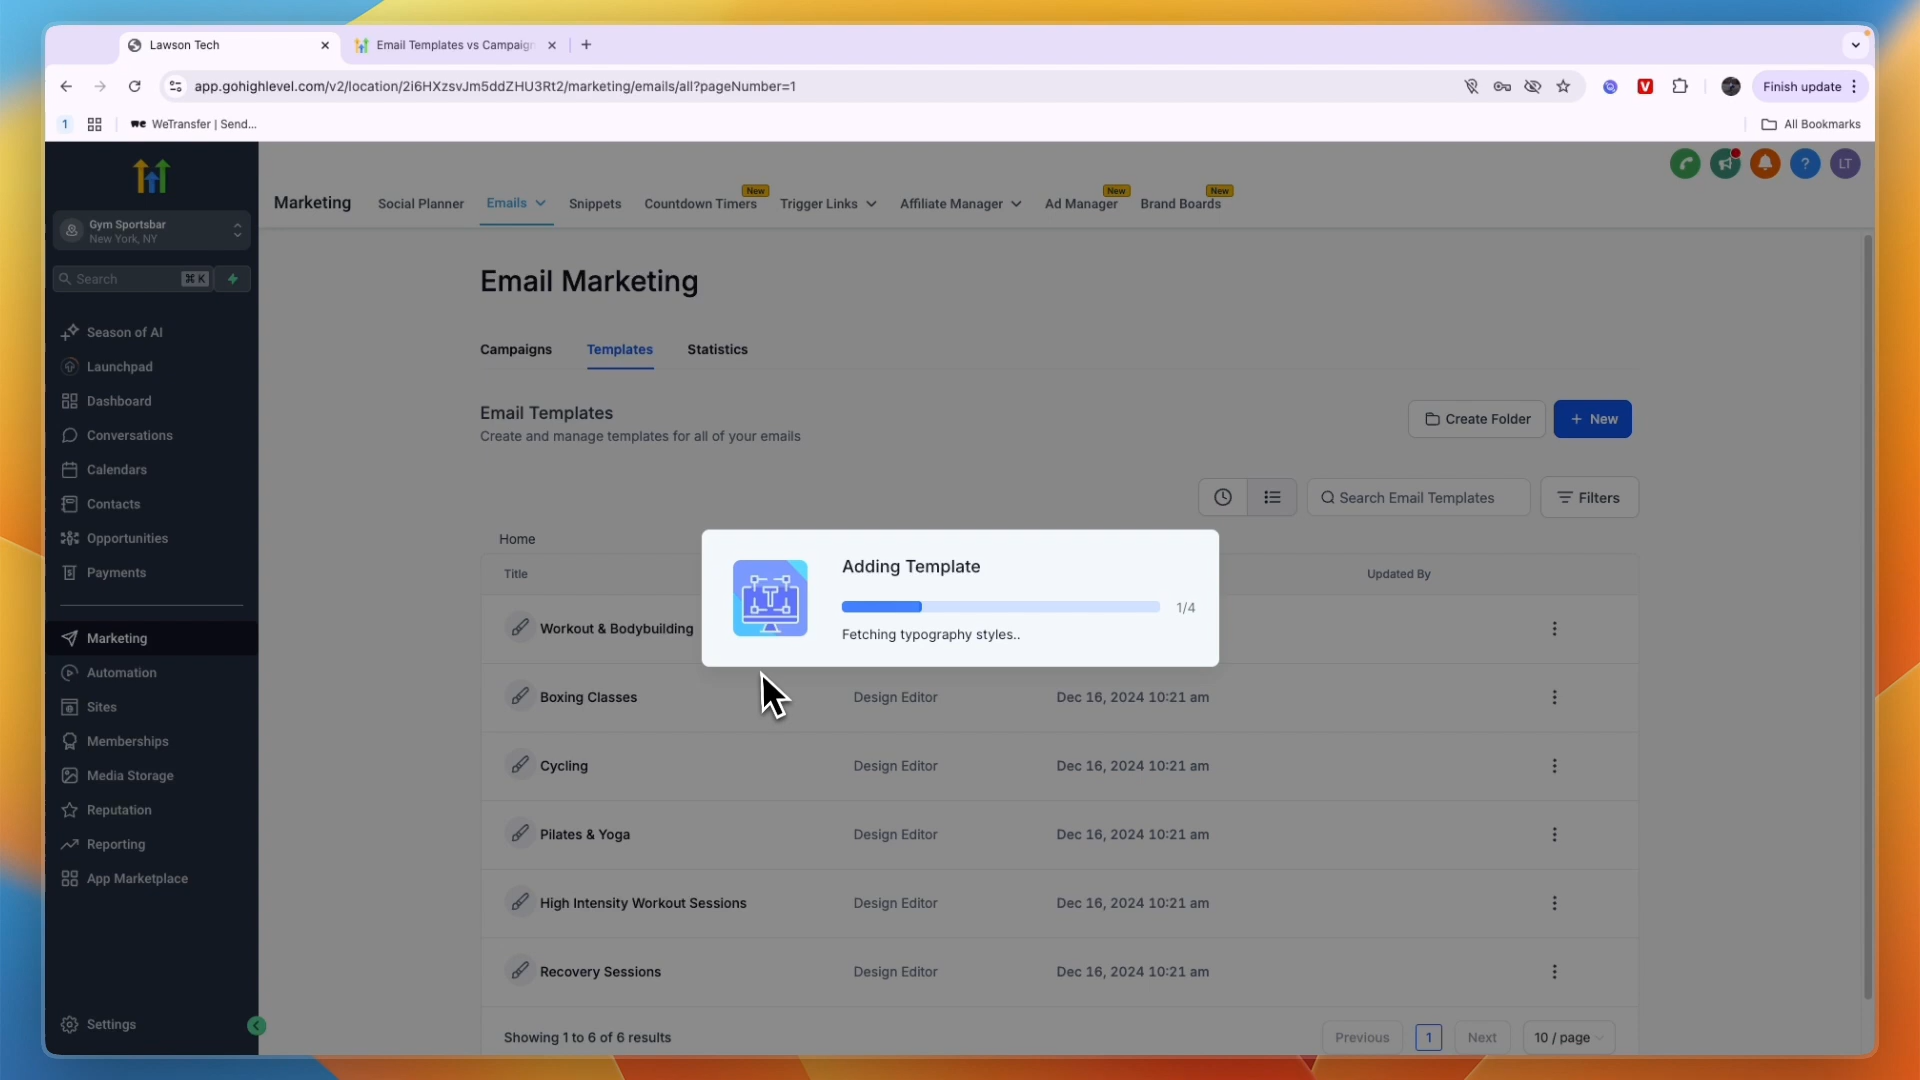 Lawson Tech
Email Templates vs Campaign
app.gohighlevel.com/v2/location/2I6HXzsvJm5ddZHU3Rt2/marketing/emails/all?pageNumber=1
Finish update
1
we WeTransfer | Send...
All Bookmarks
LT
Gym Sportsbar
New York, NY
Search ⌘ K
Season of AI
Launchpad
Dashboard
Conversations
Calendars
Contacts
Opportunities
Payments
Marketing
Automation
Sites
Memberships
Media Storage
Reputation
Reporting
App Marketplace
Settings
New New New
Marketing Social Planner Emails Snippets Countdown Timers Trigger Links Affiliate Manager Ad Manager Brand Boards
Email Marketing
Campaigns Templates Statistics
Email Templates
Create and manage templates for all of your emails
Create Folder + New
Search Email Templates Filters
Home
Title Updated By
Adding Template
1/4
Fetching typography styles..
Workout & Bodybuilding
Boxing Classes Design Editor Dec 16, 2024 10:21 am
Cycling Design Editor Dec 16, 2024 10:21 am
Pilates & Yoga Design Editor Dec 16, 2024 10:21 am
High Intensity Workout Sessions Design Editor Dec 16, 2024 10:21 am
Recovery Sessions Design Editor Dec 16, 2024 10:21 am
Showing 1 to 6 of 6 results Previous 1 Next 10 / page